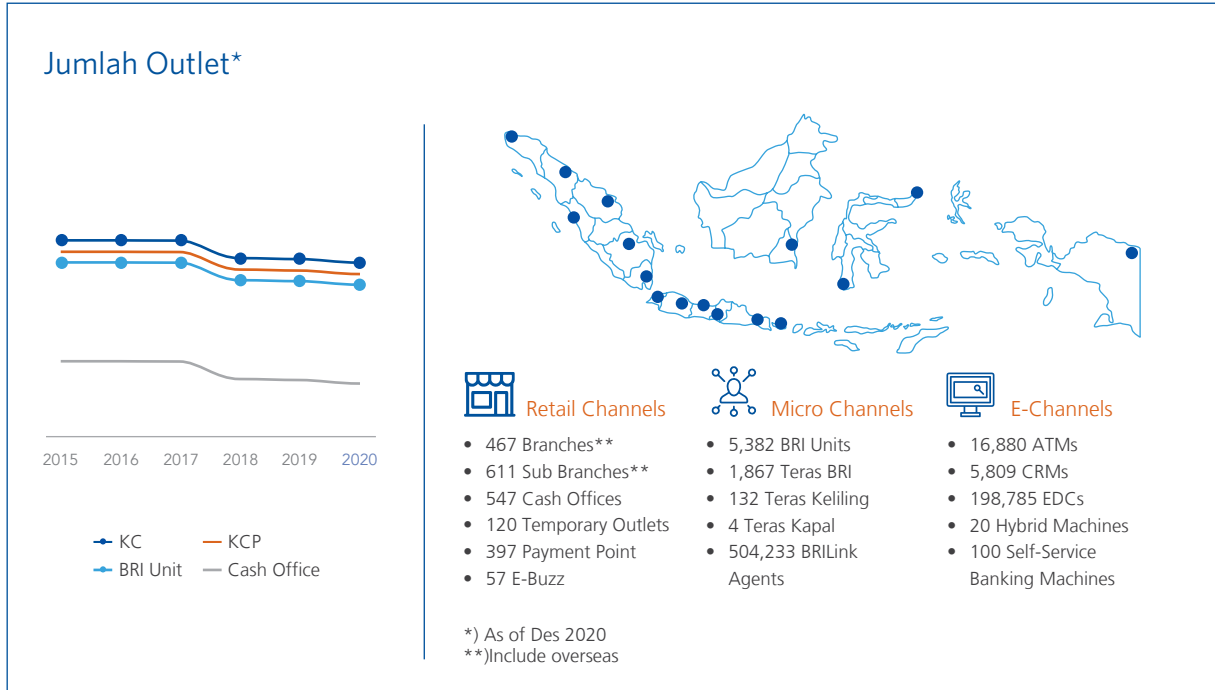 Jumlah Outlet*
2015 2016 2017 2018 2019 2020
KC KCP
BRI Unit Cash Office
Retail Channels
• 467 Branches**
• 611 Sub Branches**
• 547 Cash Offices
• 120 Temporary Outlets
• 397 Payment Point
• 57 E-Buzz
Micro Channels
• 5,382 BRI Units
• 1,867 Teras BRI
• 132 Teras Keliling
• 4 Teras Kapal
• 504,233 BRILink
Agents
E-Channels
• 16,880 ATMs
• 5,809 CRMs
• 198,785 EDCs
• 20 Hybrid Machines
• 100 Self-Service
Banking Machines
*) As of Des 2020
**)Include overseas